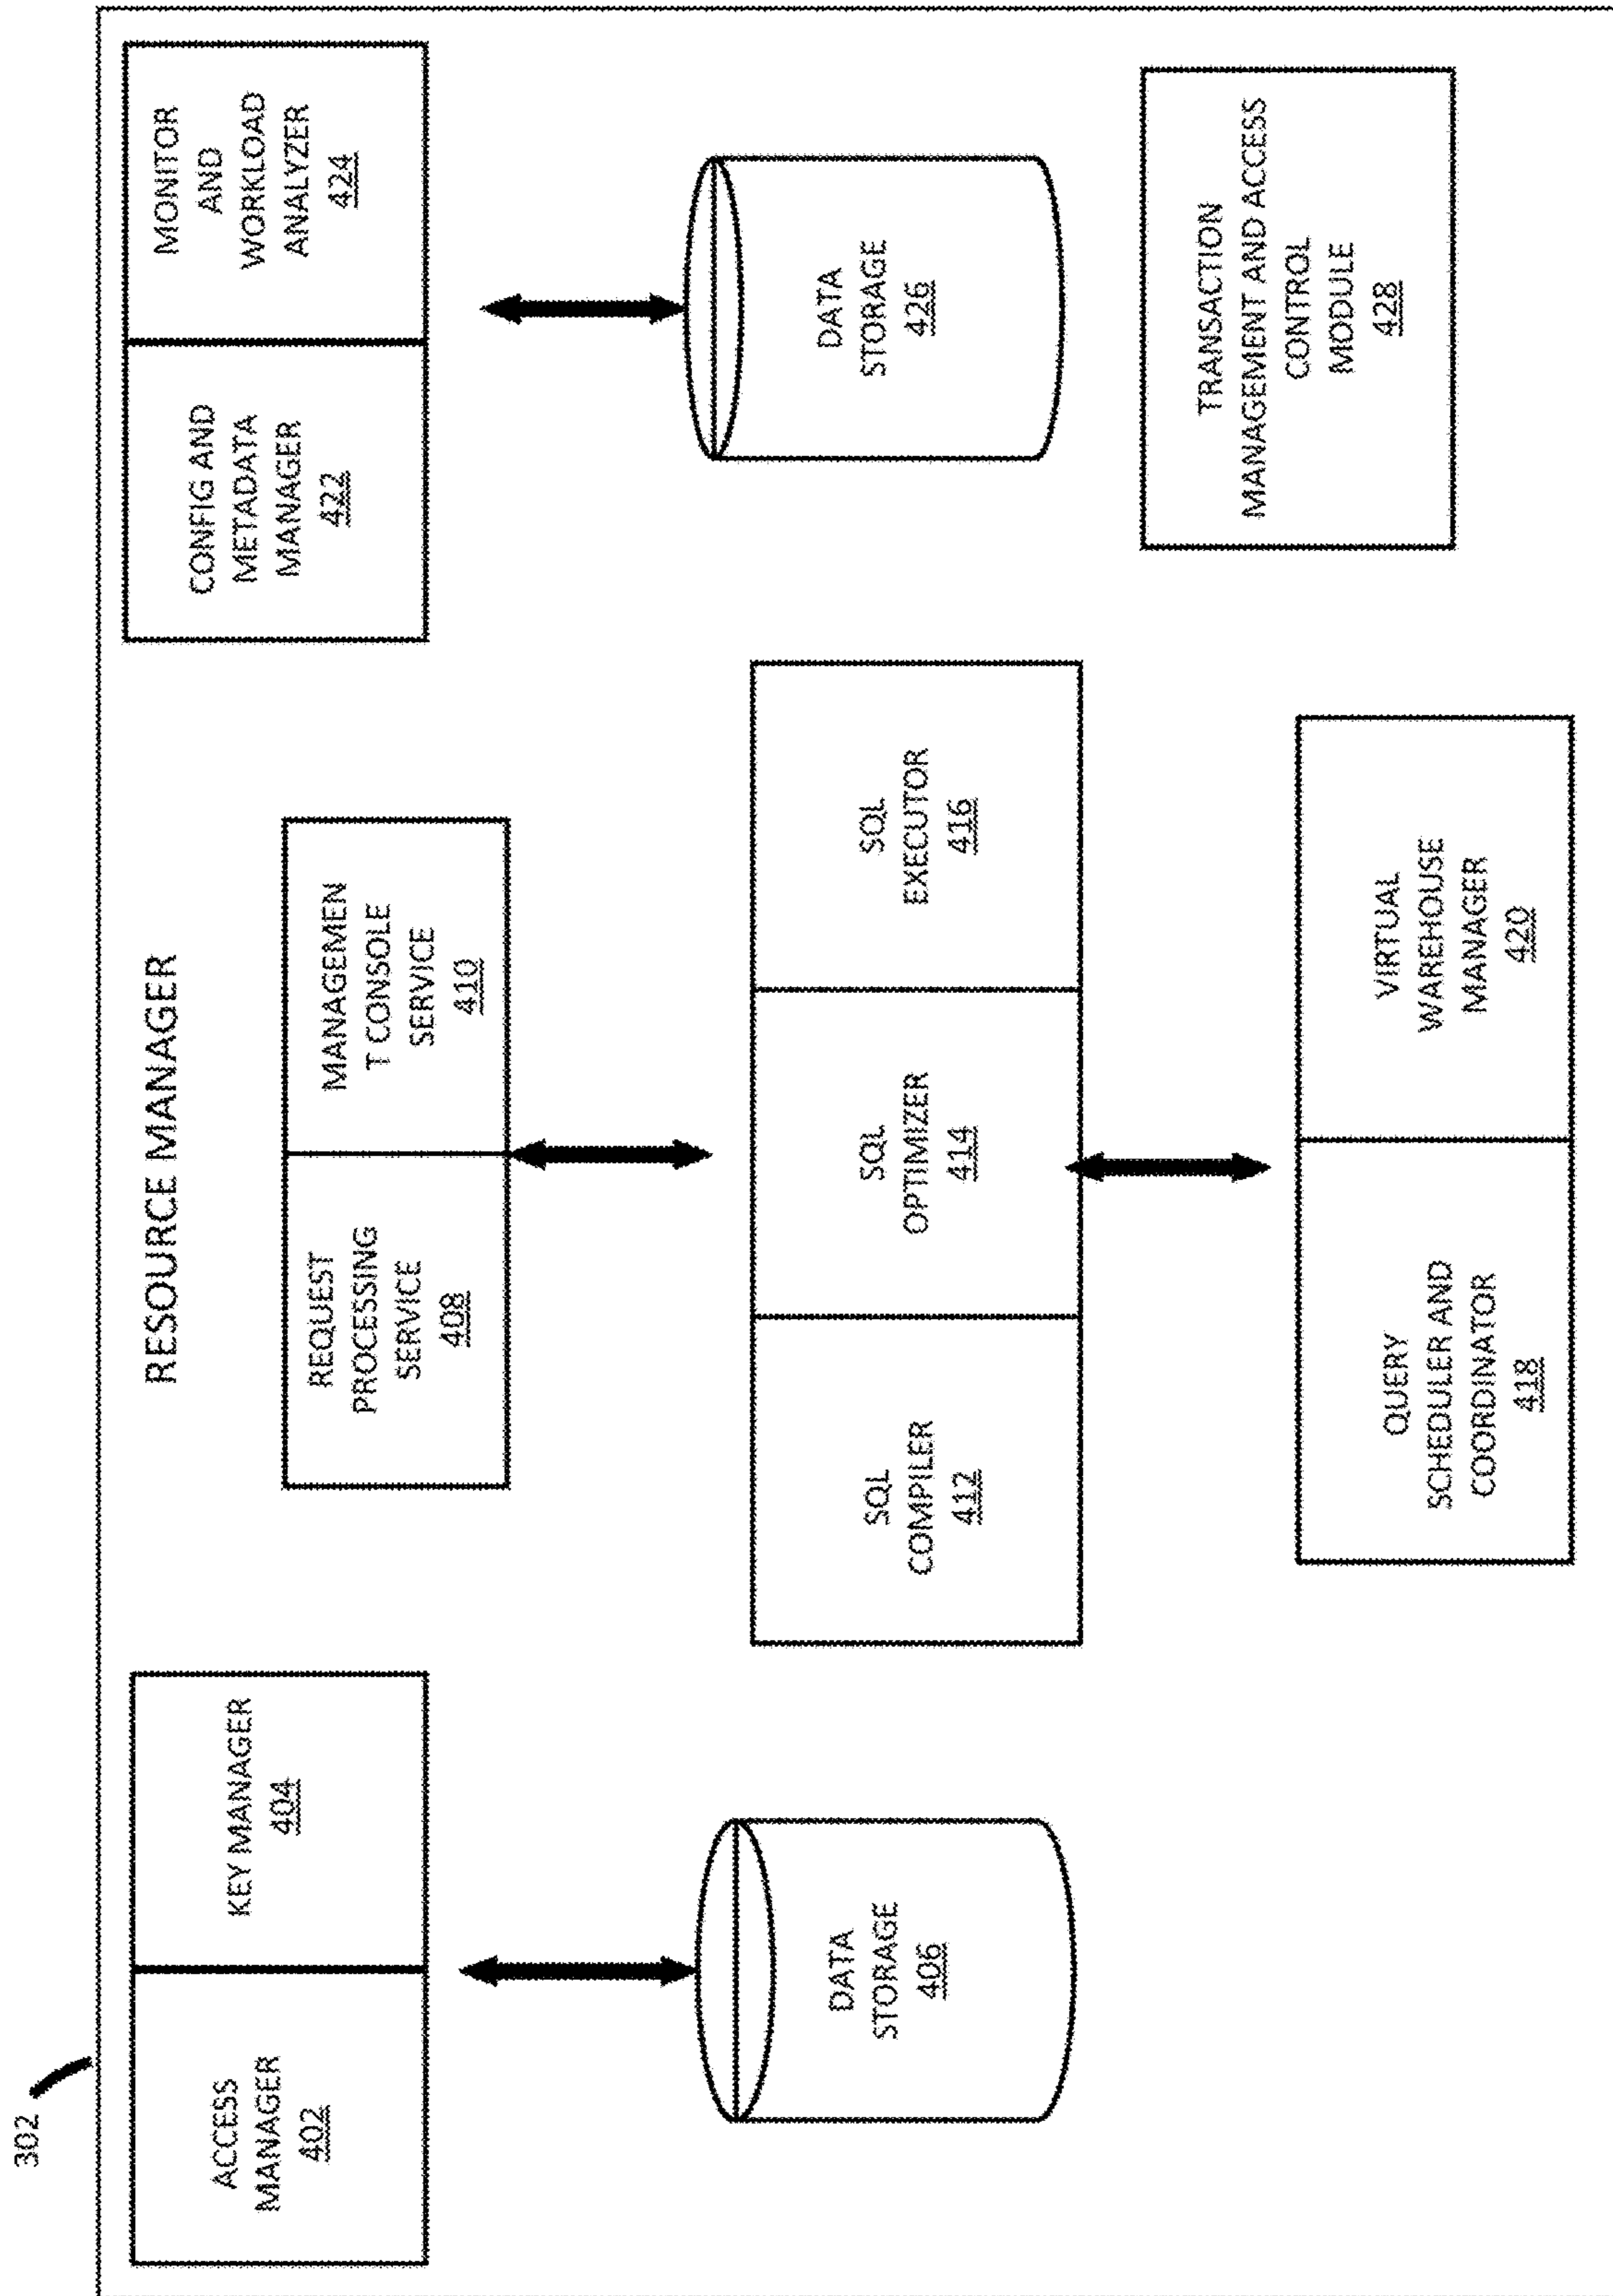 302
RESOURCE MANAGER
ACCESS
MANAGER
402
KEY MANAGER
404
DATA
STORAGE
406
REQUEST
PROCESSING
SERVICE
408
MANAGEMEN
T CONSOLE
SERVICE
410
SQL
COMPILER
412
SQL
OPTIMIZER
414
SQL
EXECUTOR
416
QUERY
SCHEDULER AND
COORDINATOR
418
VIRTUAL
WAREHOUSE
MANAGER
420
CONFIG AND
METADATA
MANAGER
422
MONITOR
AND
WORKLOAD
ANALYZER
424
DATA
STORAGE
426
TRANSACTION
MANAGEMENT AND ACCESS
CONTROL
MODULE
428